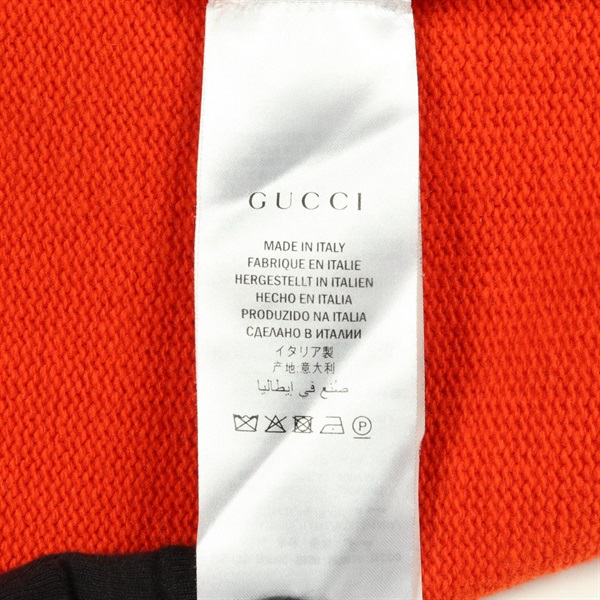 GUCCI
MADE IN ITALY
FABRIQUE EN ITALIE
HERGESTELLT IN ITALIEN
HECHO EN ITALIA
PRODUZIDO NA ITALIA
СДЕЛАНО В ИТАЛИИ
イタリア製
产地:意大利
صنع في إيطاليا
P